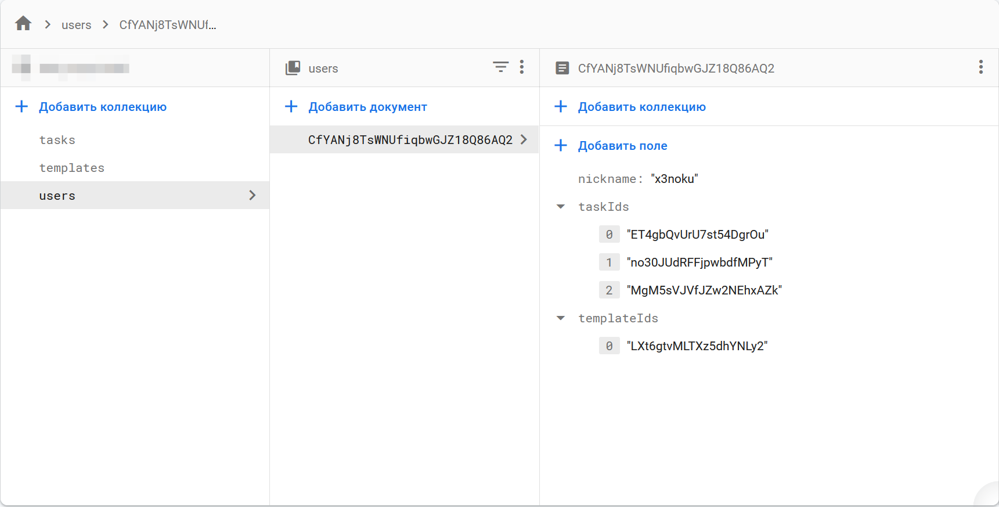 users
CfYANj8TsWNUf...
users
CfYANj8TsWNUfiqbwGJZ18Q86AQ2
Добавить коллекцию
Добавить документ
Добавить коллекцию
tasks
templates
users
CfYANj8TsWNUfiqbwGJZ18Q86AQ2
Добавить поле
nickname: "x3noku"
taskIds
0 "ET4gbQvUrU7st54DgrOu"
1 "no30JUdRFFjpwbdfMPyT"
2 "MgM5sVJVfJZw2NEhxAZk"
templateIds
0 "LXt6gtvMLTXz5dhYNLy2"